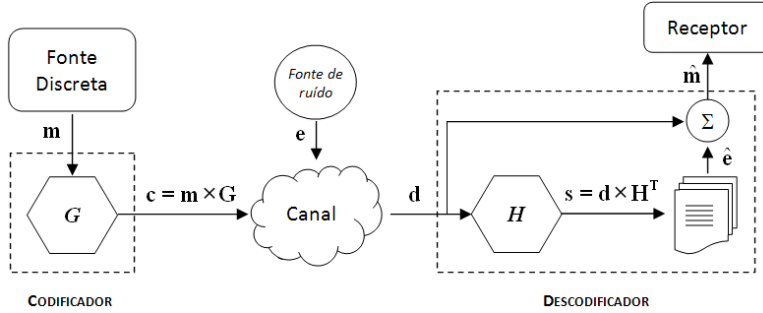 Fonte
Discreta
m
G
CODIFICADOR
c = m × G
Fonte de
ruído
e
Canal
d
H
s = d × Hᵀ
ê
Σ
m̂
Receptor
DESCODIFICADOR